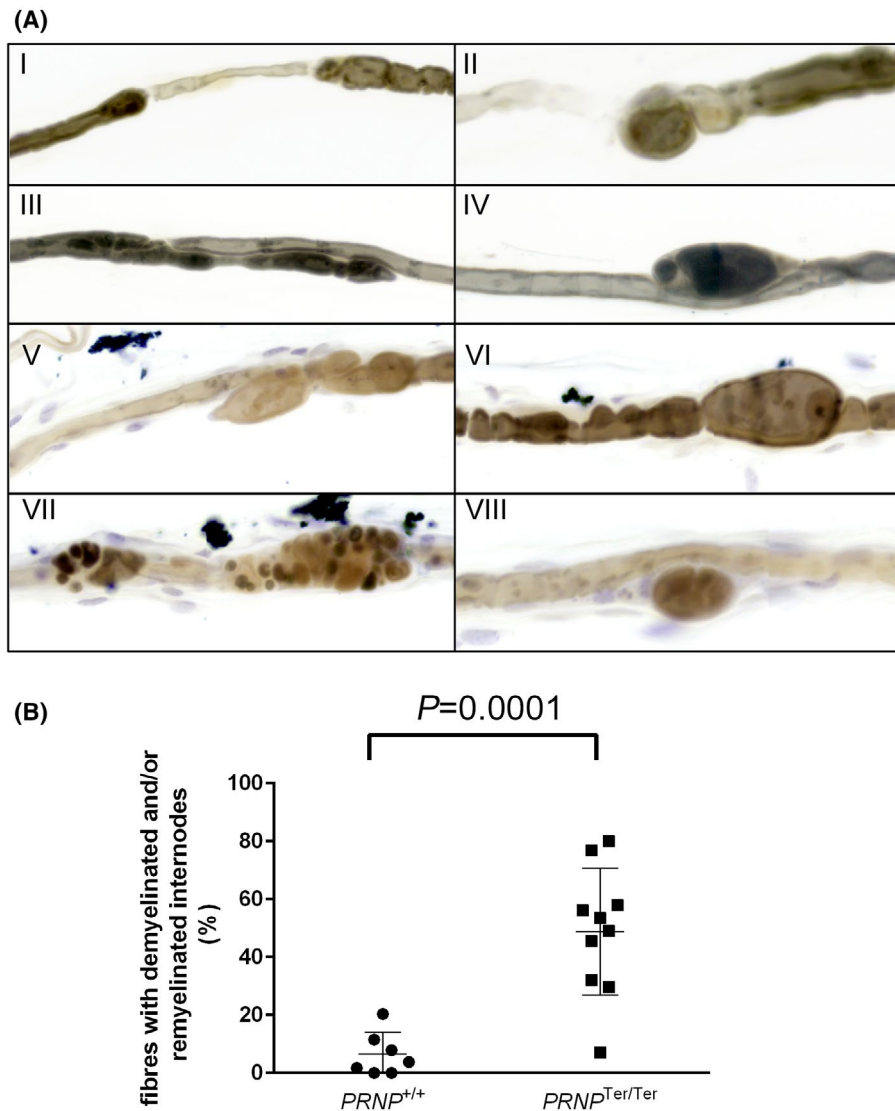 (A)
I
II
III
IV
V
VI
VII
VIII
(B)
P=0.0001
fibres with demyelinated and/or
remyelinated internodes
(%)
100
80
60
40
20
0
PRNP+/+
PRNPTer/Ter